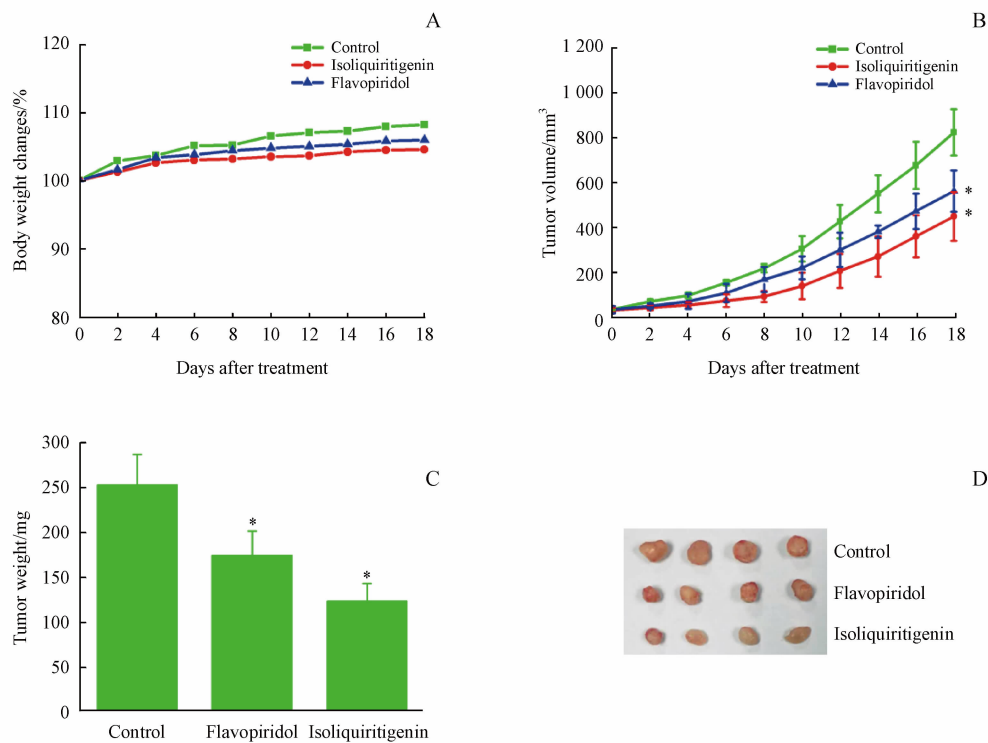 A
120
110
100
90
80
Body weight changes/%
Control
Isoliquiritigenin
Flavopiridol
0 2 4 6 8 10 12 14 16 18
Days after treatment
B
1 200
1 000
800
600
400
200
0
Tumor volume/mm³
Control
Isoliquiritigenin
Flavopiridol
*
*
0 2 4 6 8 10 12 14 16 18
Days after treatment
C
300
250
200
150
100
50
0
Tumor weight/mg
*
*
Control Flavopiridol Isoliquiritigenin
D
Control
Flavopiridol
Isoliquiritigenin